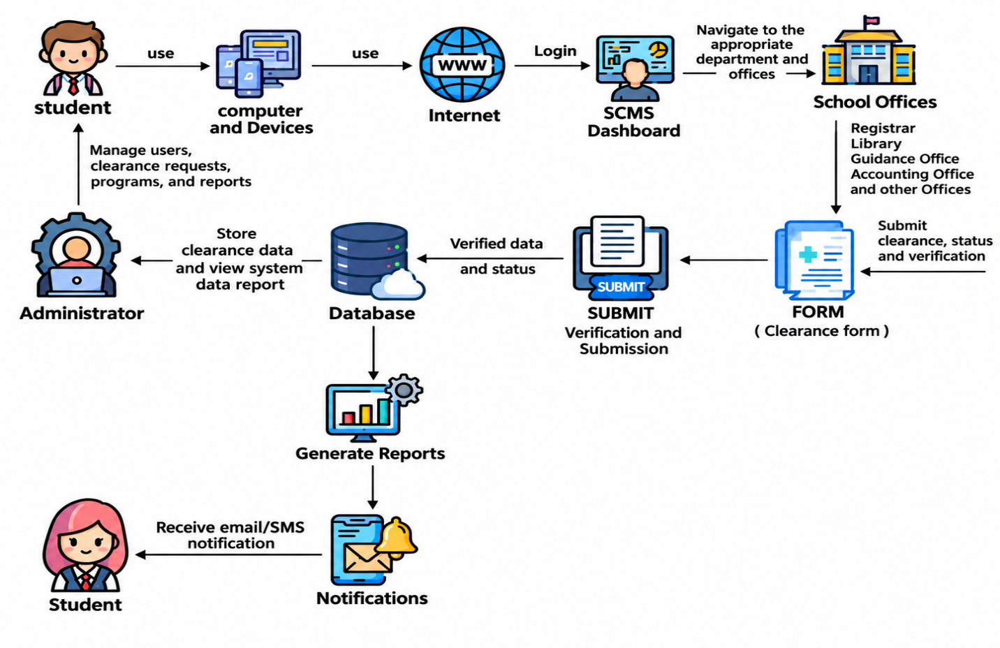 use
use
WWW
Login
Navigate to the
appropriate
department and
offices
student
computer
and Devices
Internet
SCMS
Dashboard
School Offices
Manage users,
clearance requests,
programs, and reports
Registrar
Library
Guidance Office
Accounting Office
and other Offices
Store
clearance data
and view system
data report
Verified data
and status
SUBMIT
Submit
clearance, status
and verification
Administrator
Database
SUBMIT
Verification and
Submission
FORM
( Clearance form )
Generate Reports
Receive email/SMS
notification
Student
Notifications